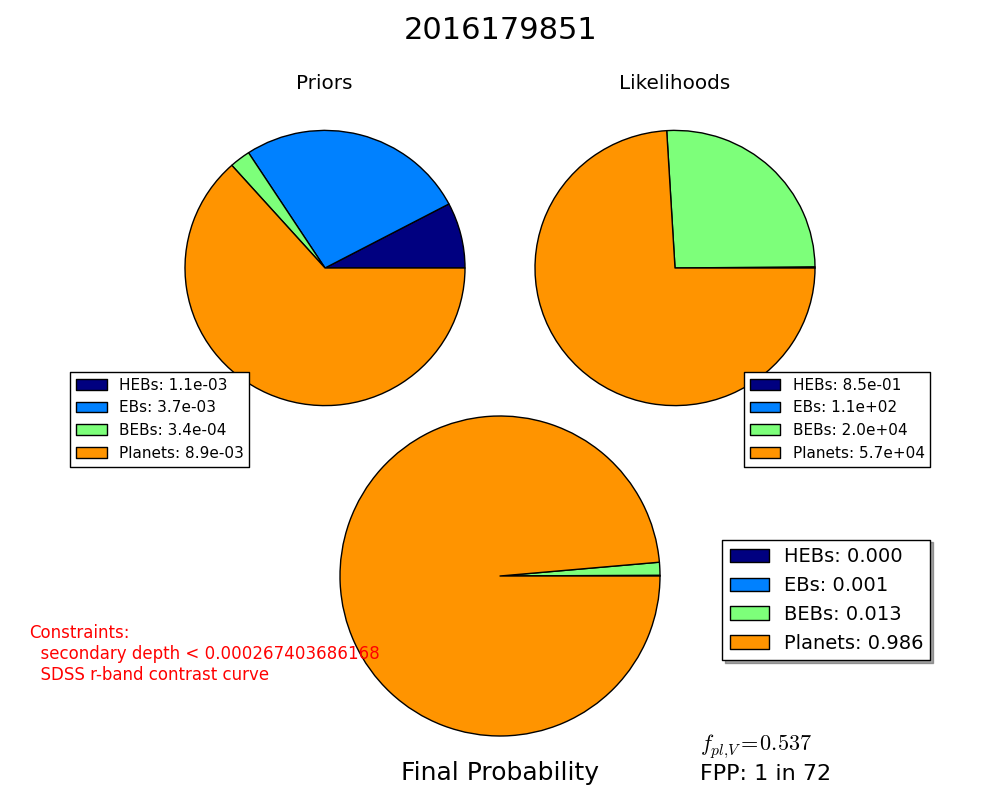 2016179851
Priors
Likelihoods
HEBs: 1.1e-03
EBs: 3.7e-03
BEBs: 3.4e-04
Planets: 8.9e-03
HEBs: 8.5e-01
EBs: 1.1e+02
BEBs: 2.0e+04
Planets: 5.7e+04
HEBs: 0.000
EBs: 0.001
BEBs: 0.013
Planets: 0.986
Constraints:
secondary depth < 0.000267403686168
SDSS r-band contrast curve
f_{pl,V}=0.537
FPP: 1 in 72
Final Probability